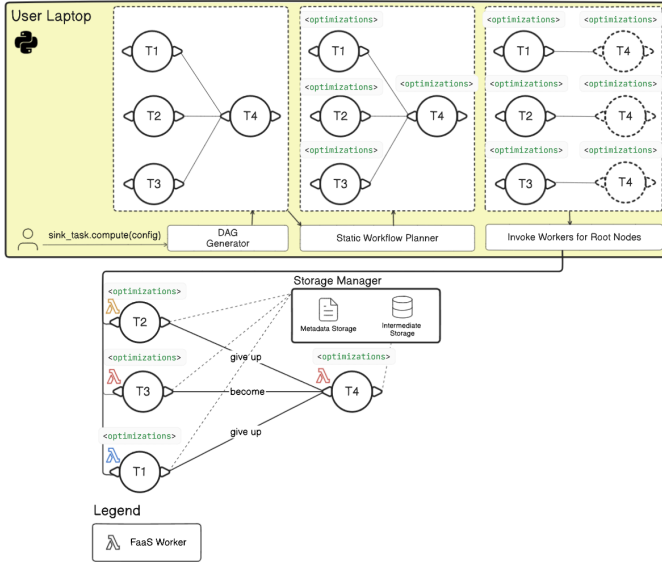 User Laptop
T1
T2
T3
T4
<optimizations>
T1
<optimizations>
T2
<optimizations>
T3
<optimizations>
T4
<optimizations>
<optimizations>
T1
T4
<optimizations>
<optimizations>
T2
T4
<optimizations>
<optimizations>
T3
T4
sink_task.compute(config)
DAG
Generator
Static Workflow Planner
Invoke Workers for Root Nodes
Storage Manager
Metadata Storage
Intermediate
Storage
<optimizations>
λ
T2
give up
<optimizations>
λ
T3
become
<optimizations>
λ
T4
give up
<optimizations>
λ
T1
Legend
λ
FaaS Worker